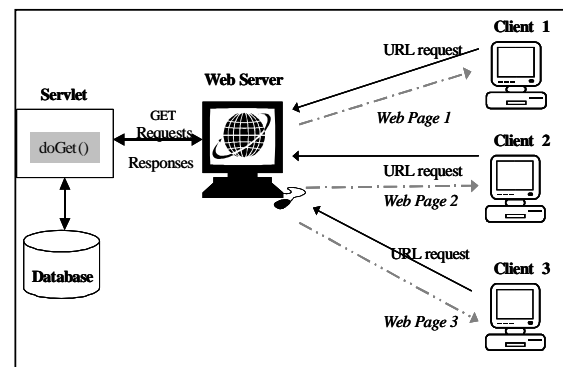 Client 1
URL request
Web Server
Servlet
Web Page 1
GET
Requests
doGet()
Responses
Client 2
URL request
Web Page 2
URL request
Database
Client 3
Web Page 3